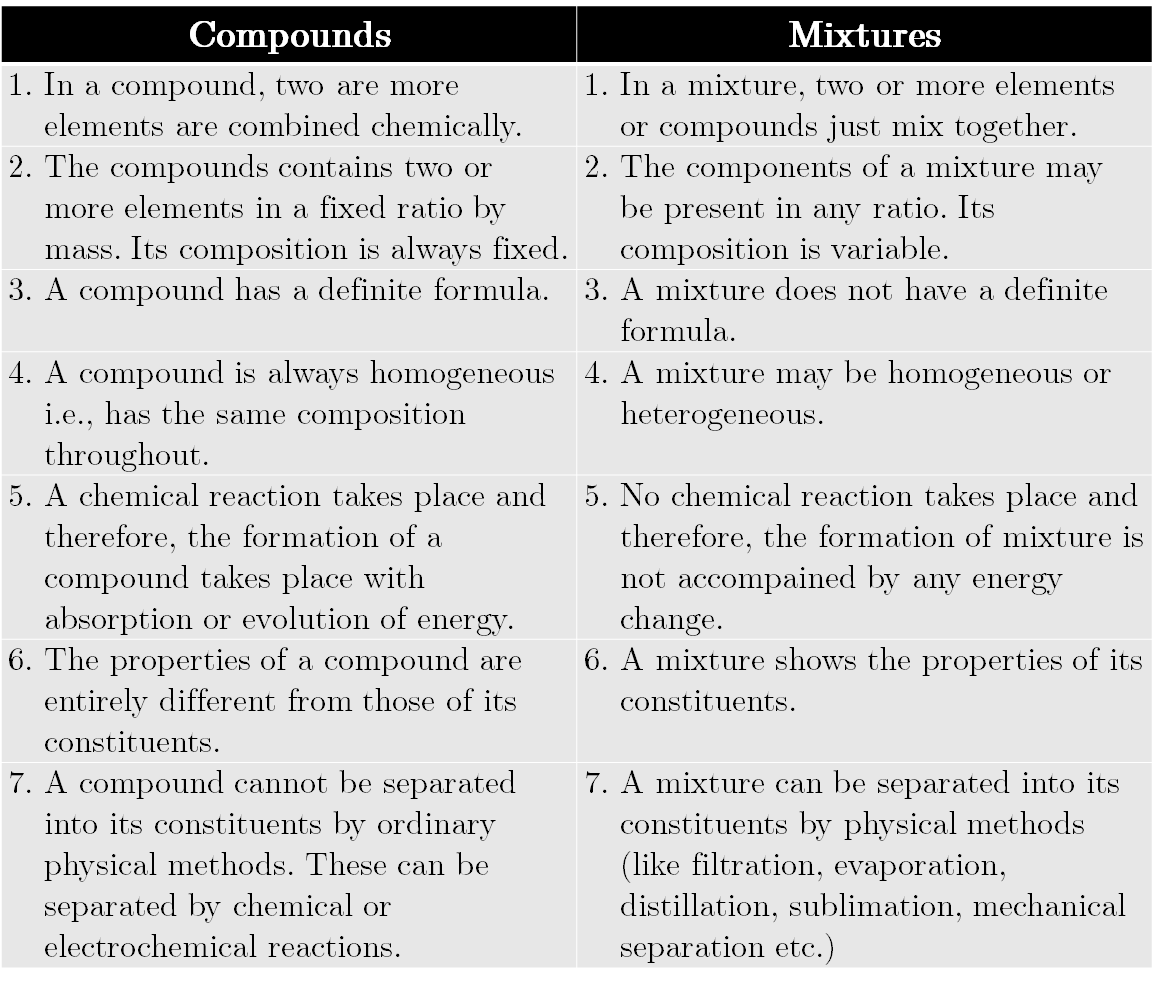 Compounds
Mixtures
1. In a compound, two are more
elements are combined chemically.
1. In a mixture, two or more elements
or compounds just mix together.
2. The compounds contains two or
more elements in a fixed ratio by
mass. Its composition is always fixed.
2. The components of a mixture may
be present in any ratio. Its
composition is variable.
3. A compound has a definite formula.
3. A mixture does not have a definite
formula.
4. A compound is always homogeneous
i.e., has the same composition
throughout.
4. A mixture may be homogeneous or
heterogeneous.
5. A chemical reaction takes place and
therefore, the formation of a
compound takes place with
absorption or evolution of energy.
5. No chemical reaction takes place and
therefore, the formation of mixture is
not accompained by any energy
change.
6. The properties of a compound are
entirely different from those of its
constituents.
6. A mixture shows the properties of its
constituents.
7. A compound cannot be separated
into its constituents by ordinary
physical methods. These can be
separated by chemical or
electrochemical reactions.
7. A mixture can be separated into its
constituents by physical methods
(like filtration, evaporation,
distillation, sublimation, mechanical
separation etc.)